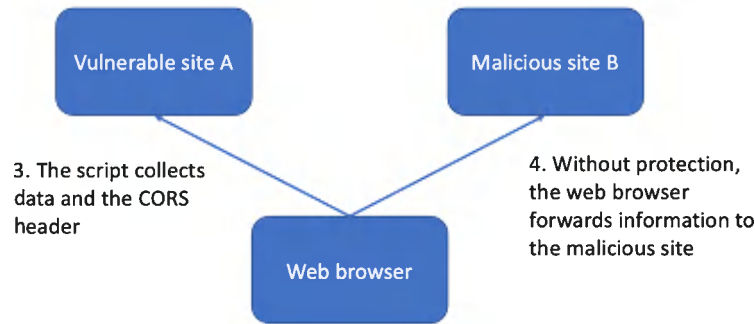 Vulnerable site A
Malicious site B
3. The script collects
data and the CORS
header
4. Without protection,
the web browser
forwards information to
the malicious site
Web browser